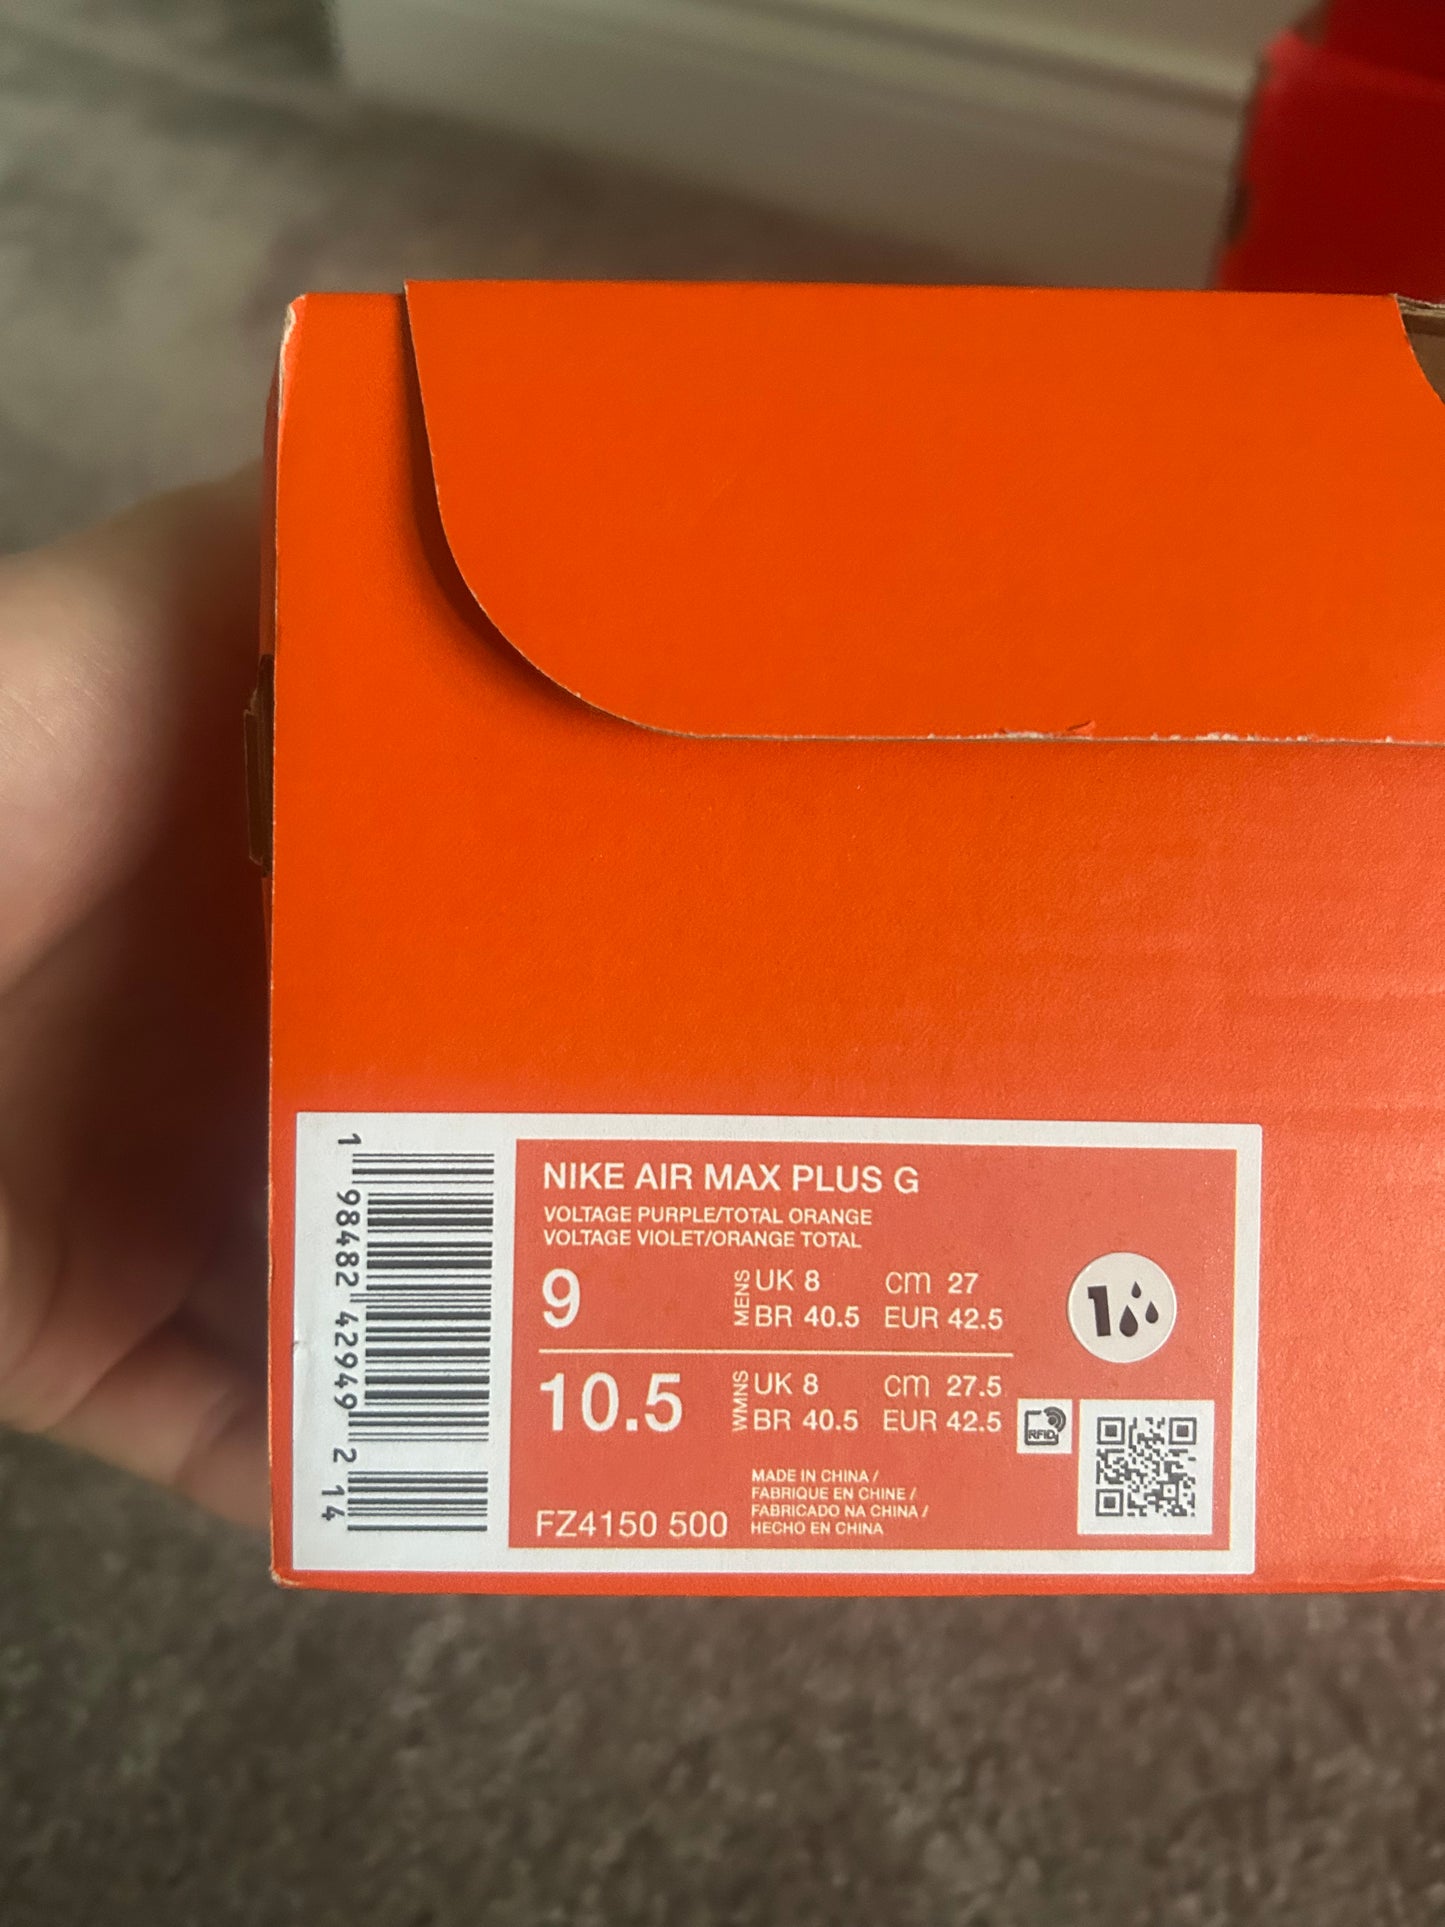 1 98482 42949 2 14
NIKE AIR MAX PLUS G
VOLTAGE PURPLE/TOTAL ORANGE
VOLTAGE VIOLET/ORANGE TOTAL
9 MENS UK 8 CM 27
BR 40.5 EUR 42.5
10.5 WMNS UK 8 CM 27.5
BR 40.5 EUR 42.5
1
RFID
MADE IN CHINA /
FABRIQUE EN CHINE /
FABRICADO NA CHINA /
HECHO EN CHINA
FZ4150 500